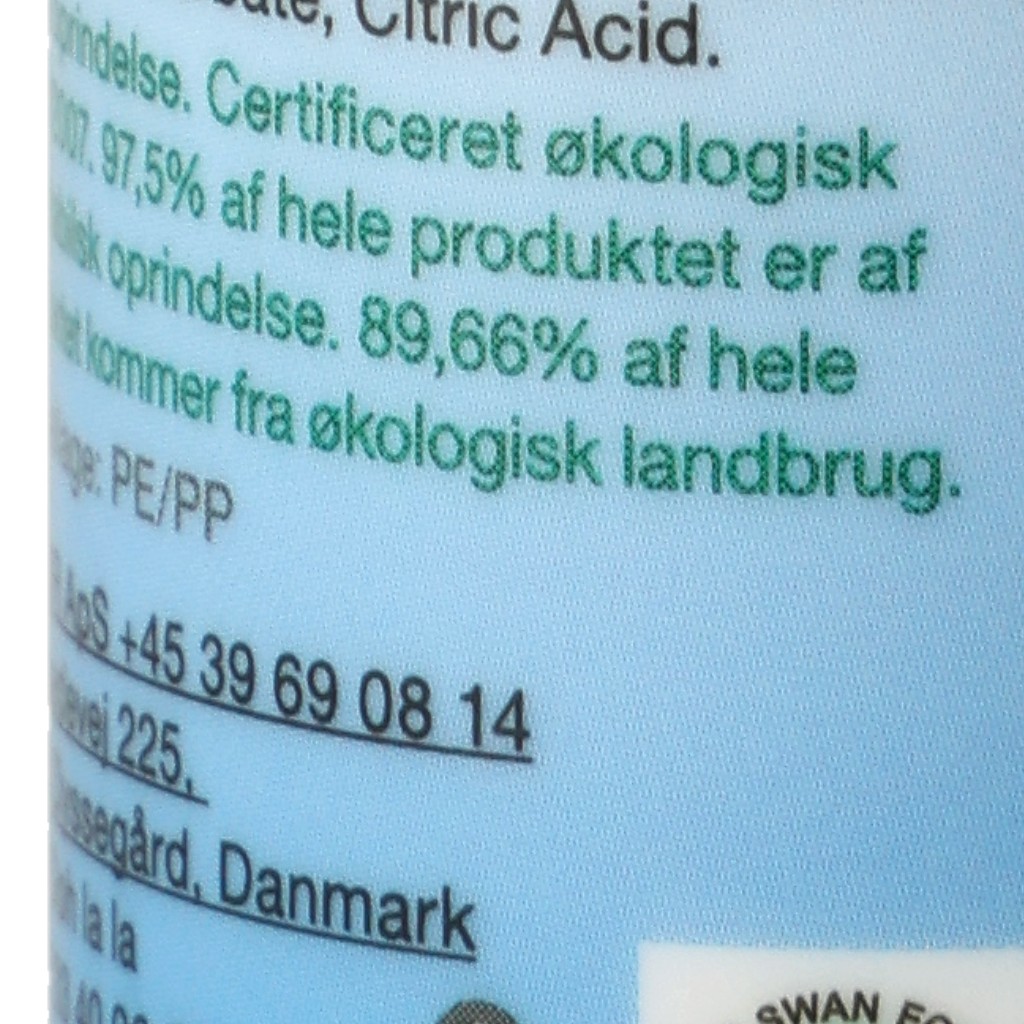 Citric Acid.
oprindelse. Certificeret økologisk
97,5% af hele produktet er af
oprindelse. 89,66% af hele
kommer fra økologisk landbrug.
PE/PP
ApS +45 39 69 08 14
225,
Danmark
la la
SWAN